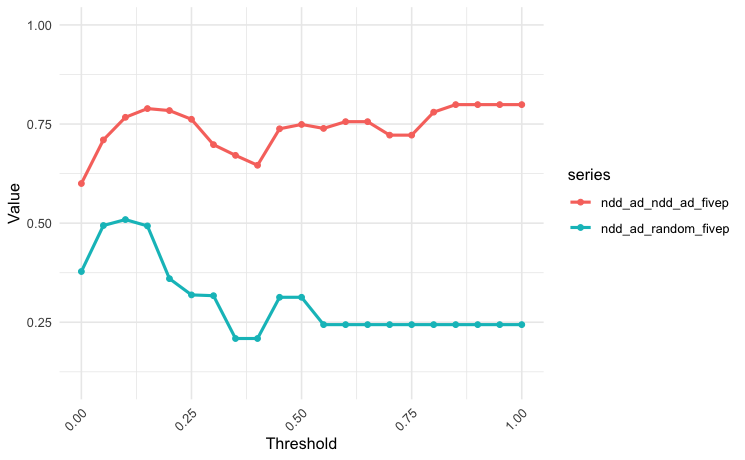 1.00
0.75
0.50
0.25
Value
0.00
0.25
0.50
0.75
1.00
Threshold
series
ndd_ad_ndd_ad_fivep
ndd_ad_random_fivep